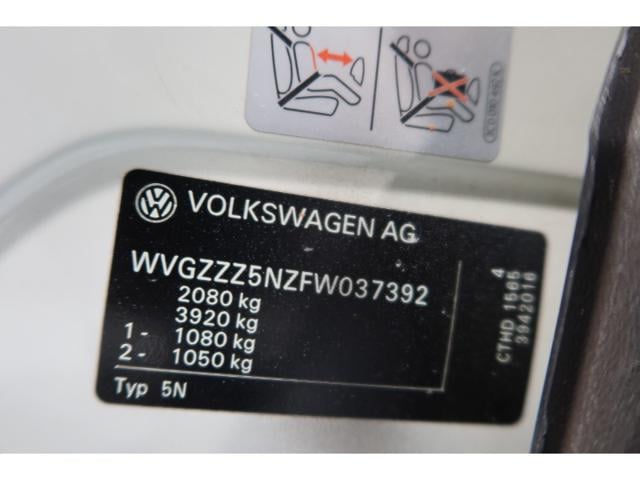 VOLKSWAGEN AG
WVGZZZ5NZFW037392
2080 kg
3920 kg
1- 1080 kg
2- 1050 kg
Typ 5N
4
CTHD 1565
3942016